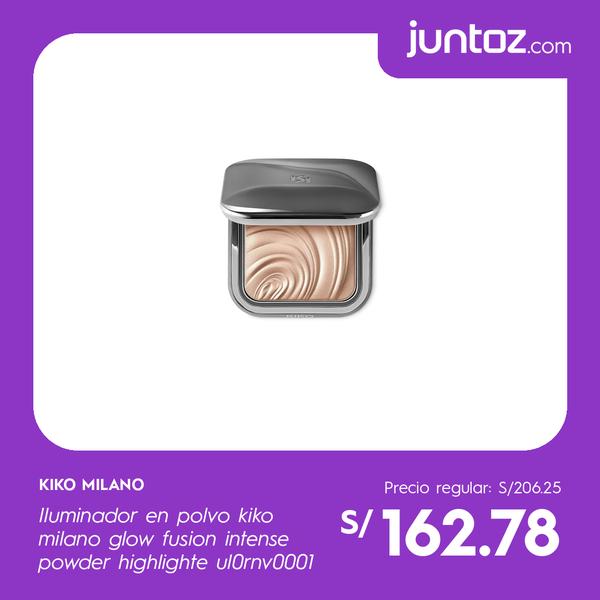 juntoz.com
KIKO
KIKO MILANO
Iluminador en polvo kiko
milano glow fusion intense
powder highlighte ul0rnv0001
Precio regular: S/206.25
S/162.78